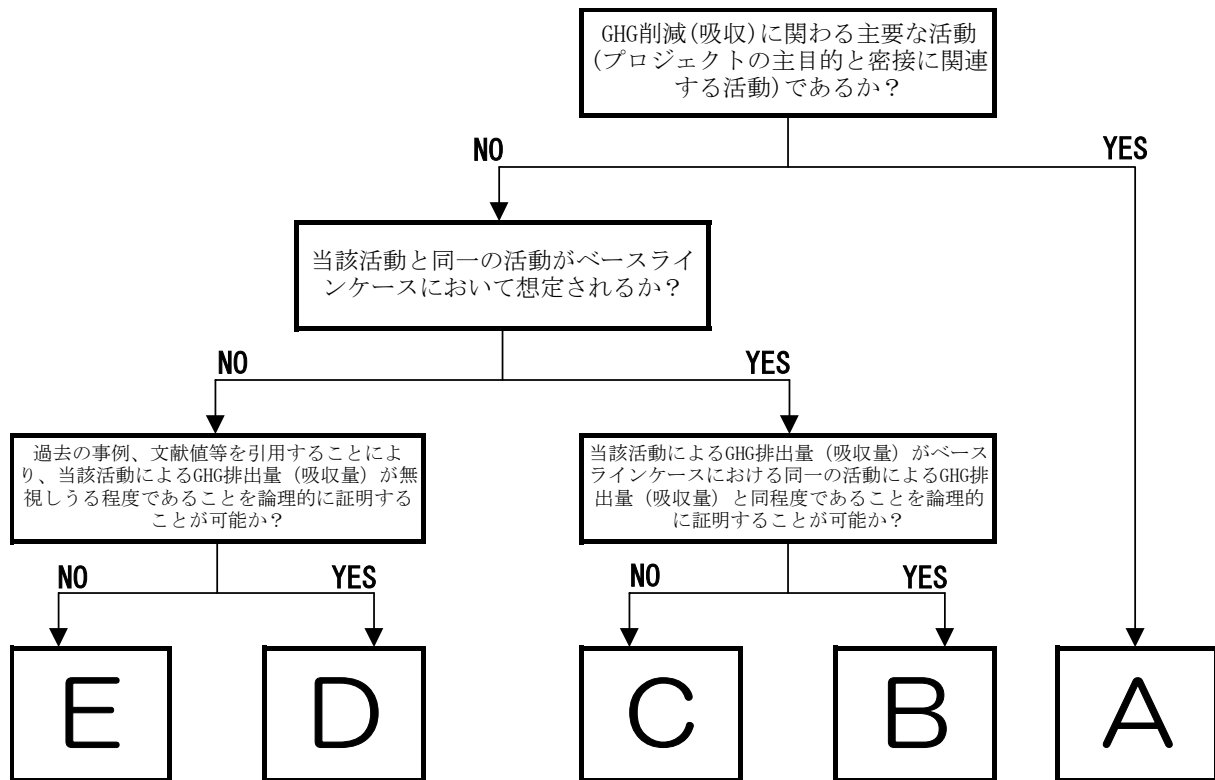 GHG削減(吸収)に関わる主要な活動
(プロジェクトの主目的と密接に関連
する活動)であるか？
NO
YES
当該活動と同一の活動がベースライ
ンケースにおいて想定されるか？
NO
YES
過去の事例、文献値等を引用することによ
り、当該活動によるGHG排出量（吸収量）が無
視しうる程度であることを論理的に証明する
ことが可能か？
当該活動によるGHG排出量（吸収量）がベース
ラインケースにおける同一の活動によるGHG排
出量（吸収量）と同程度であることを論理的
に証明することが可能か？
NO
YES
NO
YES
E
D
C
B
A